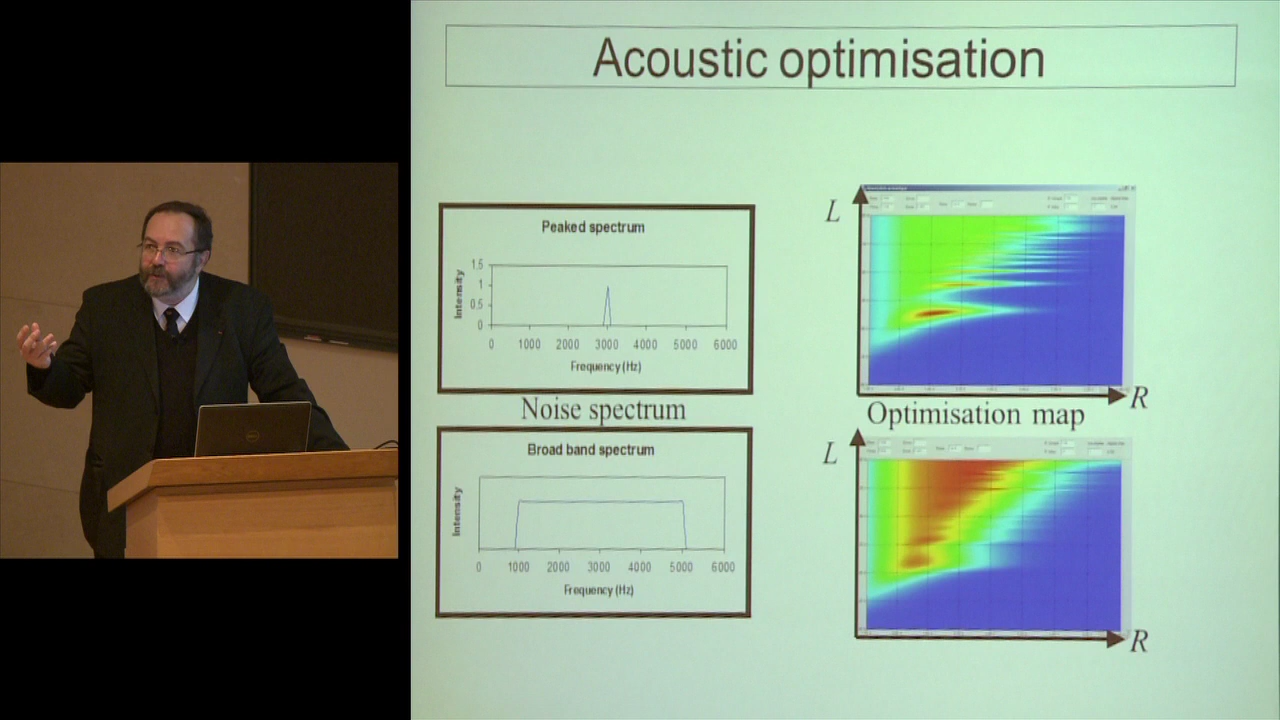 Acoustic optimisation
Peaked spectrum
Intensity
1.5
1
0.5
0
0 1000 2000 3000 4000 5000 6000
Frequency (Hz)
Noise spectrum
Broad band spectrum
Intensity
0 1000 2000 3000 4000 5000 6000
Frequency (Hz)
L
R
Optimisation map
L
R
DELL